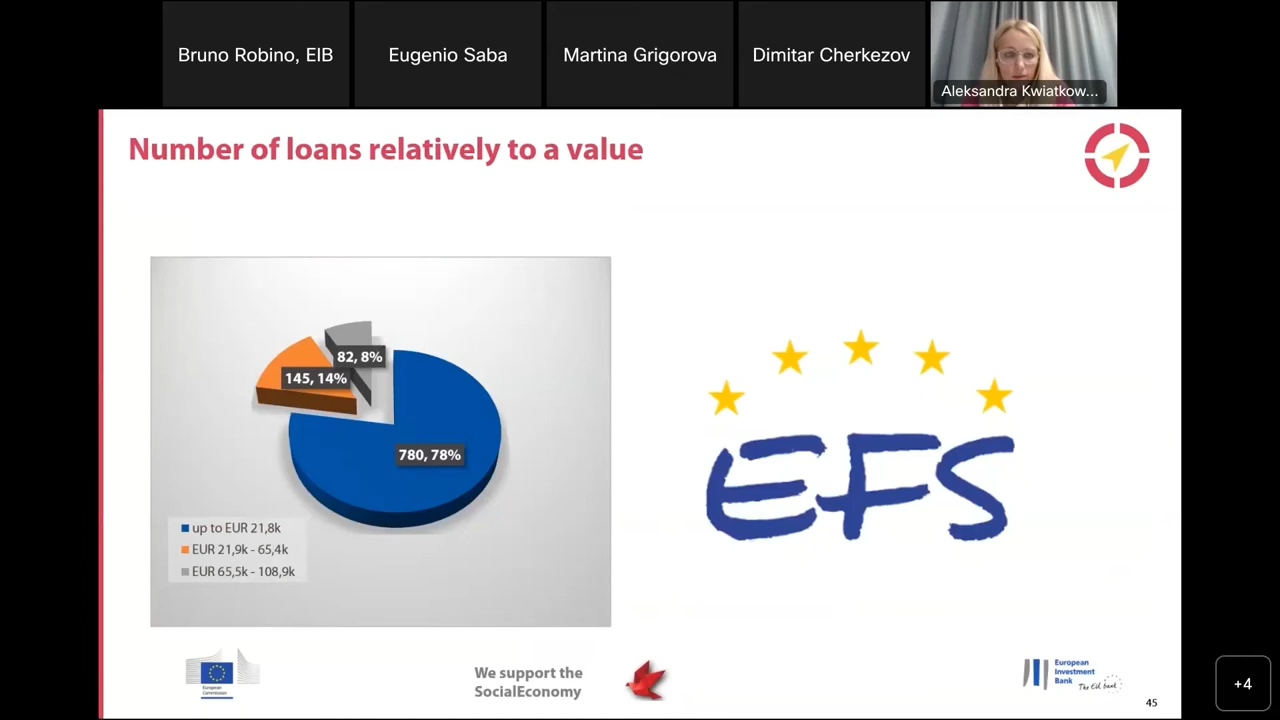 Bruno Robino, EIB
Eugenio Saba
Martina Grigorova
Dimitar Cherkezov
Aleksandra Kwiatkow...
Number of loans relatively to a value
82, 8%
145, 14%
780, 78%
up to EUR 21,8k
EUR 21,9k - 65,4k
EUR 65,5k - 108,9k
EFS
European
Commission
We support the
SocialEconomy
European
Investment
Bank
The EU bank
45
+4